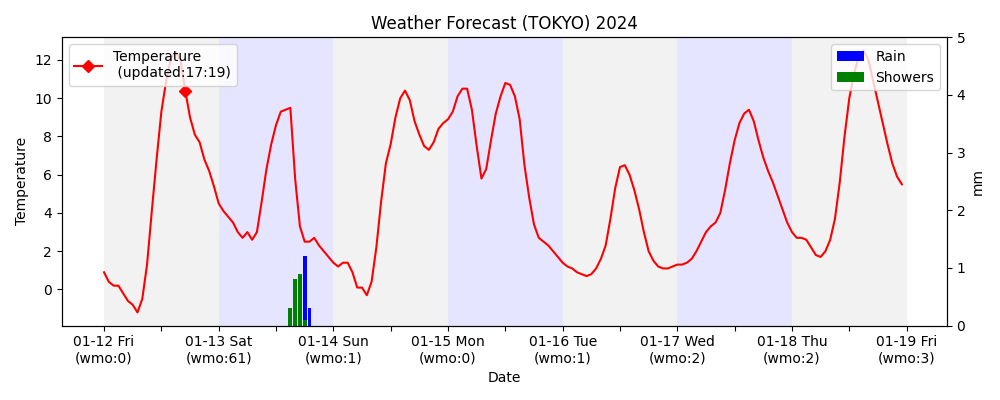 Weather Forecast (TOKYO) 2024
Temperature
(updated:17:19)
Rain
Showers
12
10
8
6
4
2
0
Temperature
5
4
3
2
1
0
mm
01-12 Fri
(wmo:0)
01-13 Sat
(wmo:61)
01-14 Sun
(wmo:1)
01-15 Mon
(wmo:0)
01-16 Tue
(wmo:1)
01-17 Wed
(wmo:2)
01-18 Thu
(wmo:2)
01-19 Fri
(wmo:3)
Date